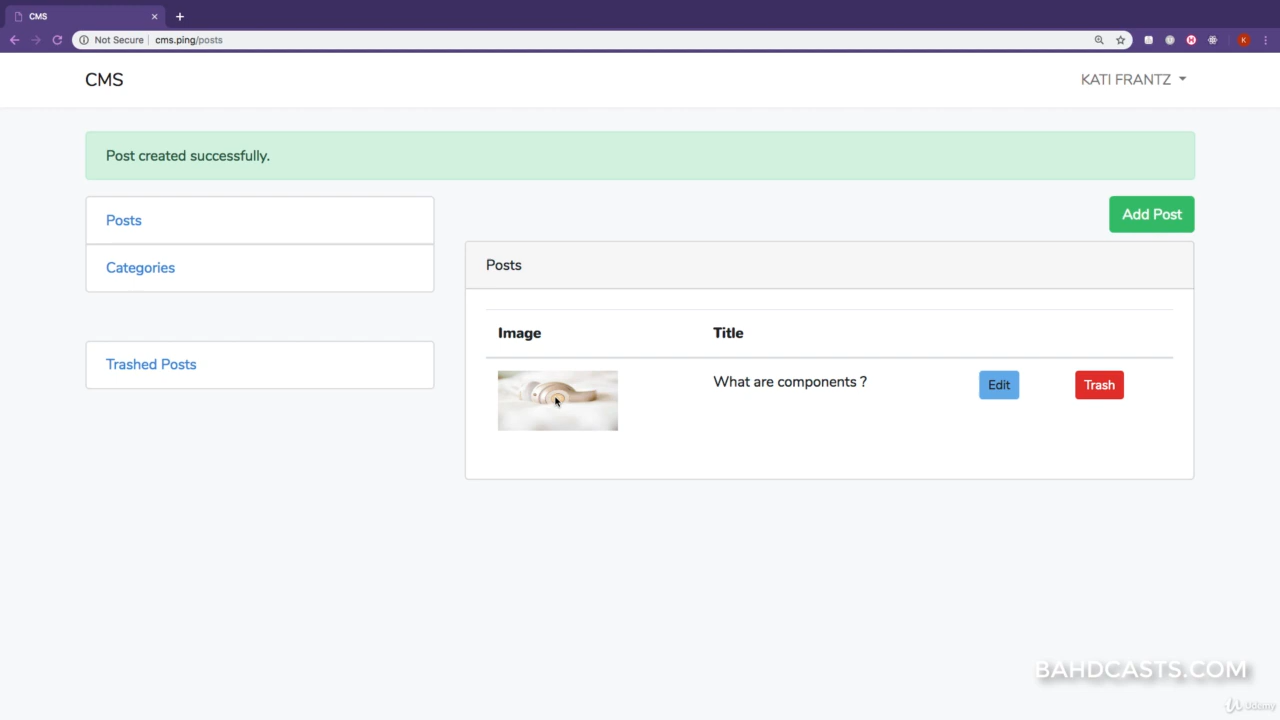 CMS
Not Secure
cms.ping/posts
K
CMS
KATI FRANTZ
Post created successfully.
Posts
Categories
Trashed Posts
Add Post
Posts
Image Title
What are components ? Edit Trash
BAHDCASTS.COM
Udemy